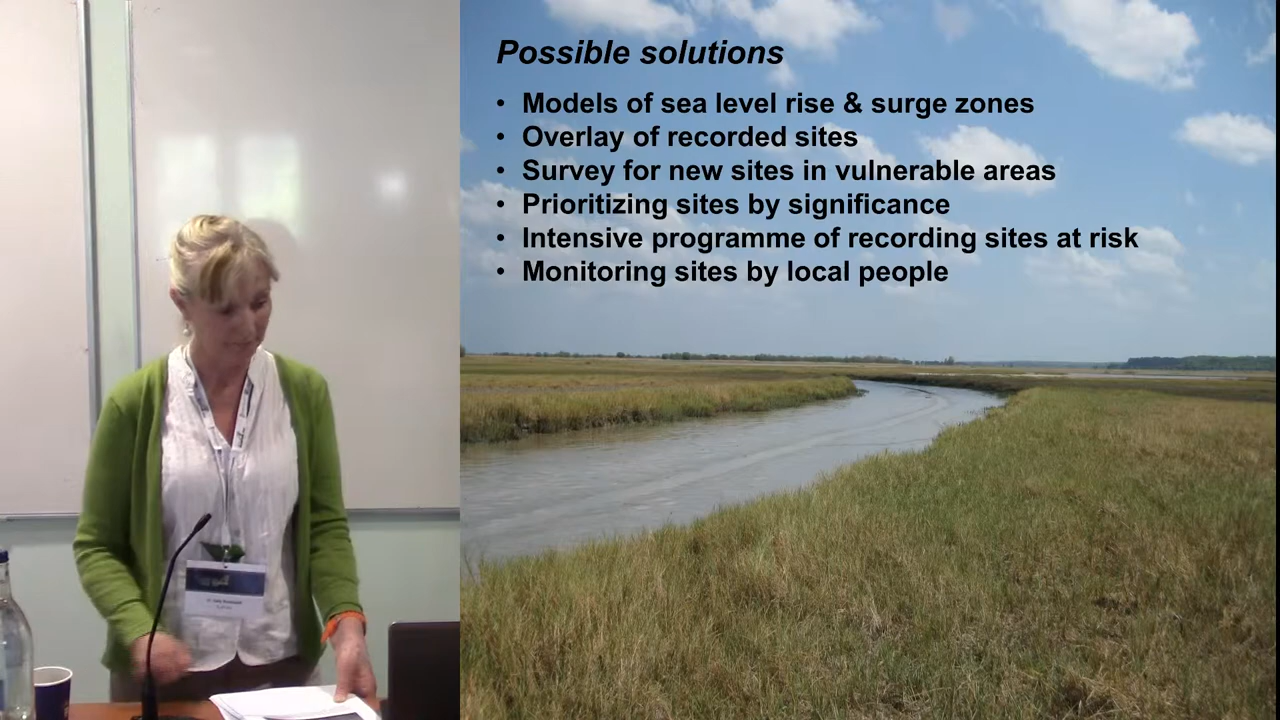 Possible solutions
• Models of sea level rise & surge zones
• Overlay of recorded sites
• Survey for new sites in vulnerable areas
• Prioritizing sites by significance
• Intensive programme of recording sites at risk
• Monitoring sites by local people